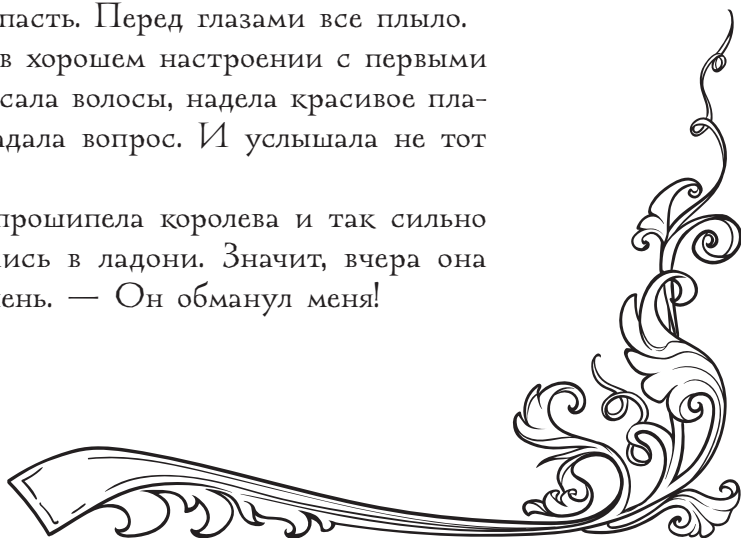 пасть. Перед глазами все плыло.
в хорошем настроении с первыми
сала волосы, надела красивое пла-
адала вопрос. И услышала не тот
прошипела королева и так сильно
ись в ладони. Значит, вчера она
ень. — Он обманул меня!